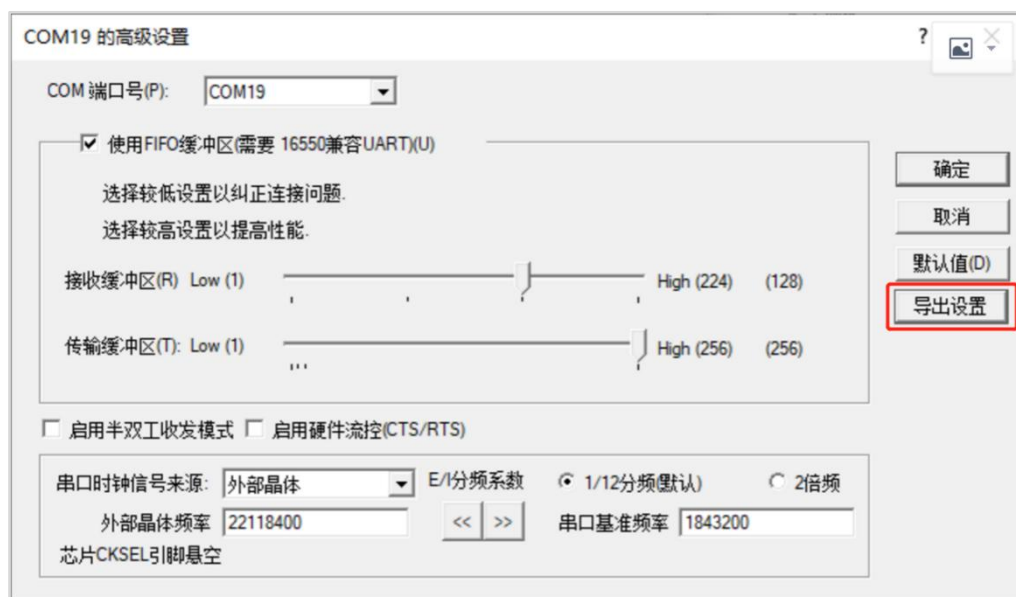 COM19 的高级设置
?
COM 端口号(P): COM19
使用FIFO缓冲区(需要 16550兼容UART)(U)
选择较低设置以纠正连接问题.
选择较高设置以提高性能.
接收缓冲区(R) Low (1) High (224) (128)
传输缓冲区(T): Low (1) High (256) (256)
确定
取消
默认值(D)
导出设置
启用半双工收发模式 启用硬件流控(CTS/RTS)
串口时钟信号来源: 外部晶体 E/I分频系数 1/12分频(默认) 2倍频
外部晶体频率 22118400 << >> 串口基准频率 1843200
芯片CKSEL引脚悬空